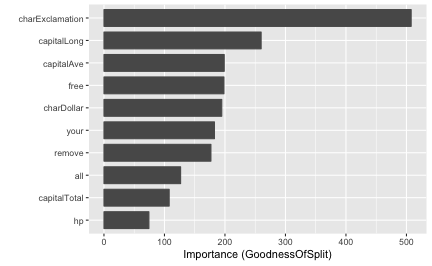 charExclamation
capitalLong
capitalAve
free
charDollar
your
remove
all
capitalTotal
hp
0 100 200 300 400 500
Importance (GoodnessOfSplit)